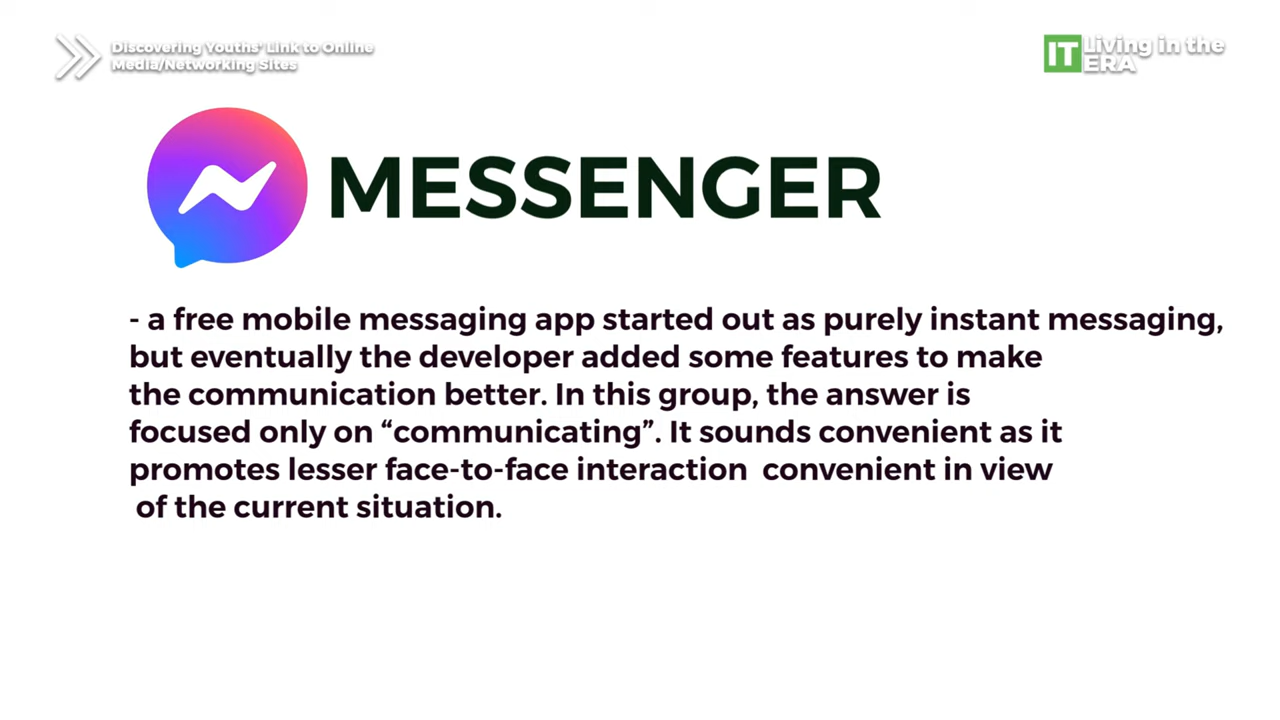 Discovering Youths' Link to Online
Media/Networking Sites
IT Living in the
ERA
MESSENGER
- a free mobile messaging app started out as purely instant messaging,
but eventually the developer added some features to make
the communication better. In this group, the answer is
focused only on “communicating”. It sounds convenient as it
promotes lesser face-to-face interaction convenient in view
of the current situation.